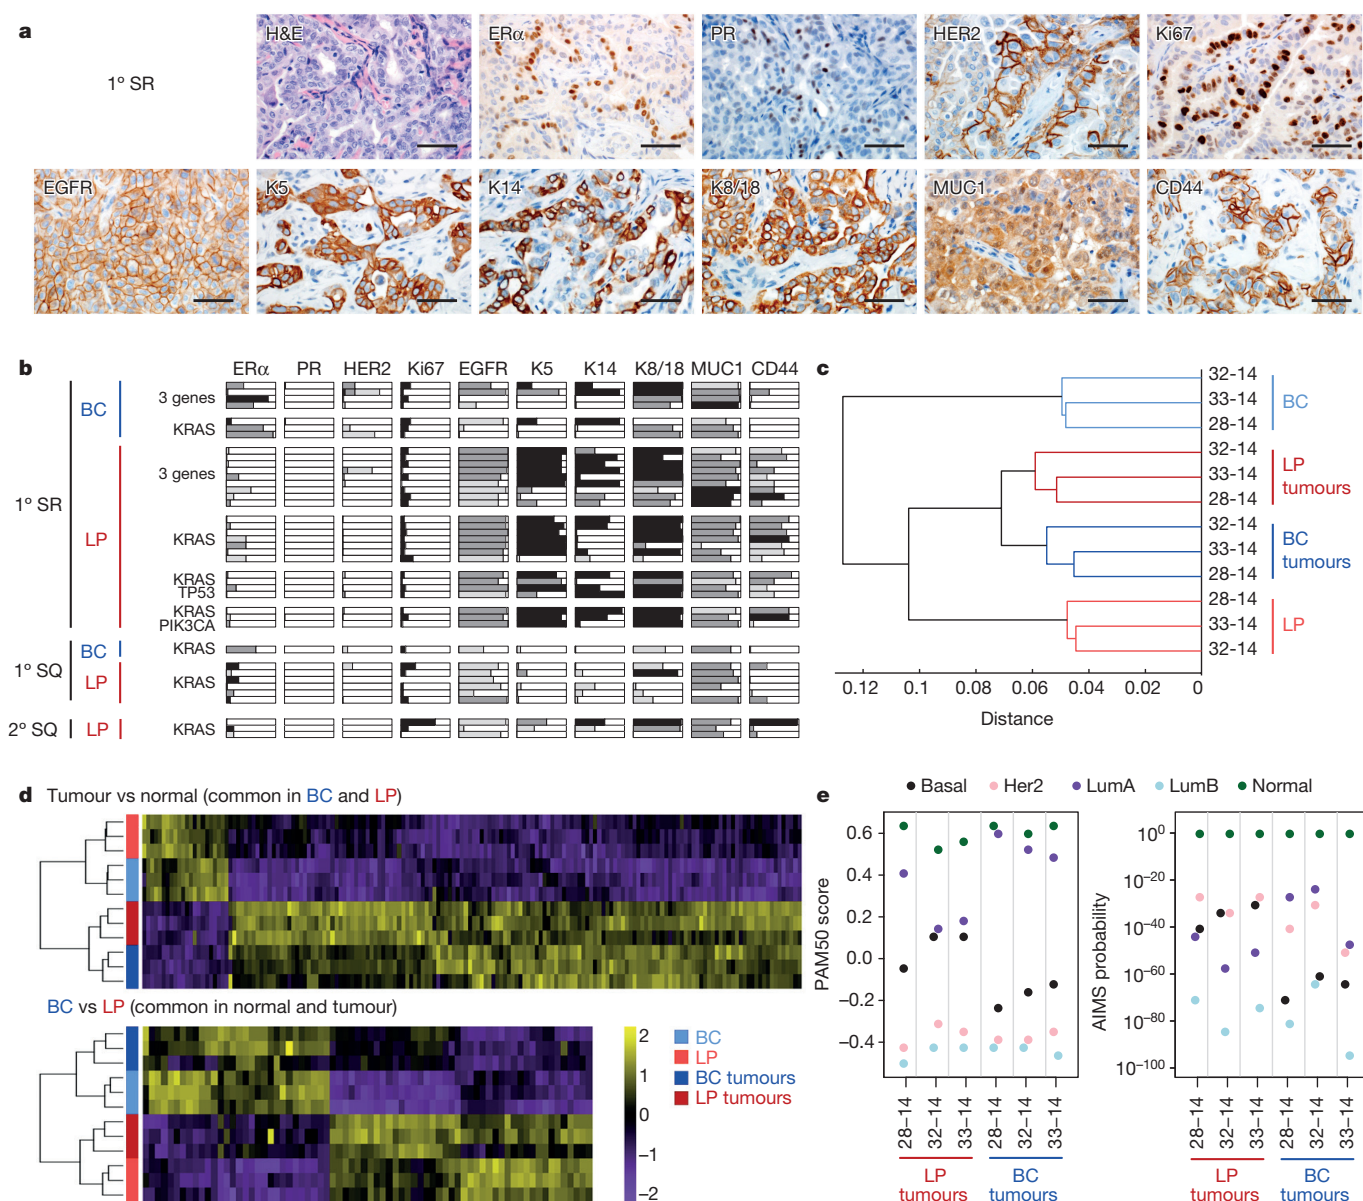 a
1º SR
H&E
ERα
PR
HER2
Ki67
EGFR
K5
K14
K8/18
MUC1
CD44
b
ERα PR HER2 Ki67 EGFR K5 K14 K8/18 MUC1 CD44
1º SR
BC
3 genes
KRAS
LP
3 genes
KRAS
KRAS
TP53
KRAS
PIK3CA
1º SQ
BC
KRAS
LP
KRAS
2º SQ
LP
KRAS
c
32–14
33–14
28–14
BC
32–14
33–14
28–14
LP
tumours
32–14
33–14
28–14
BC
tumours
28–14
33–14
32–14
LP
0.12 0.1 0.08 0.06 0.04 0.02 0
Distance
d
Tumour vs normal (common in BC and LP)
BC vs LP (common in normal and tumour)
2
1
0
–1
–2
BC
LP
BC tumours
LP tumours
e
Basal Her2 LumA LumB Normal
PAM50 score
0.6
0.4
0.2
0.0
–0.2
–0.4
28–14
32–14
33–14
28–14
32–14
33–14
LP
tumours
BC
tumours
AIMS probability
10⁰
10⁻²⁰
10⁻⁴⁰
10⁻⁶⁰
10⁻⁸⁰
10⁻¹⁰⁰
28–14
32–14
33–14
28–14
32–14
33–14
LP
tumours
BC
tumours